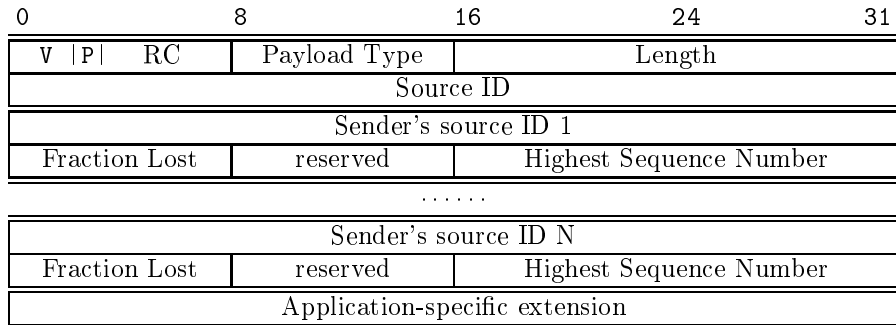 0 8 16 24 31
V |P| RC Payload Type Length
Source ID
Sender's source ID 1
Fraction Lost reserved Highest Sequence Number
......
Sender's source ID N
Fraction Lost reserved Highest Sequence Number
Application-specific extension